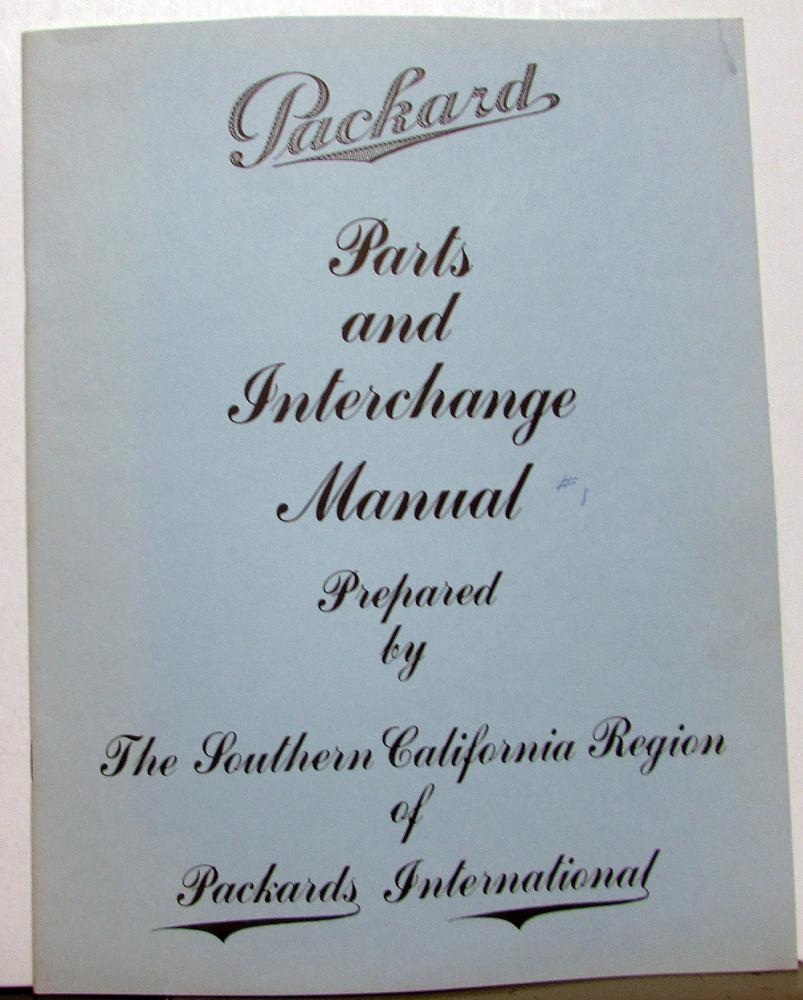 Packard
Parts
and
Interchange
Manual #1
Prepared
by
The Southern California Region
of
Packards International